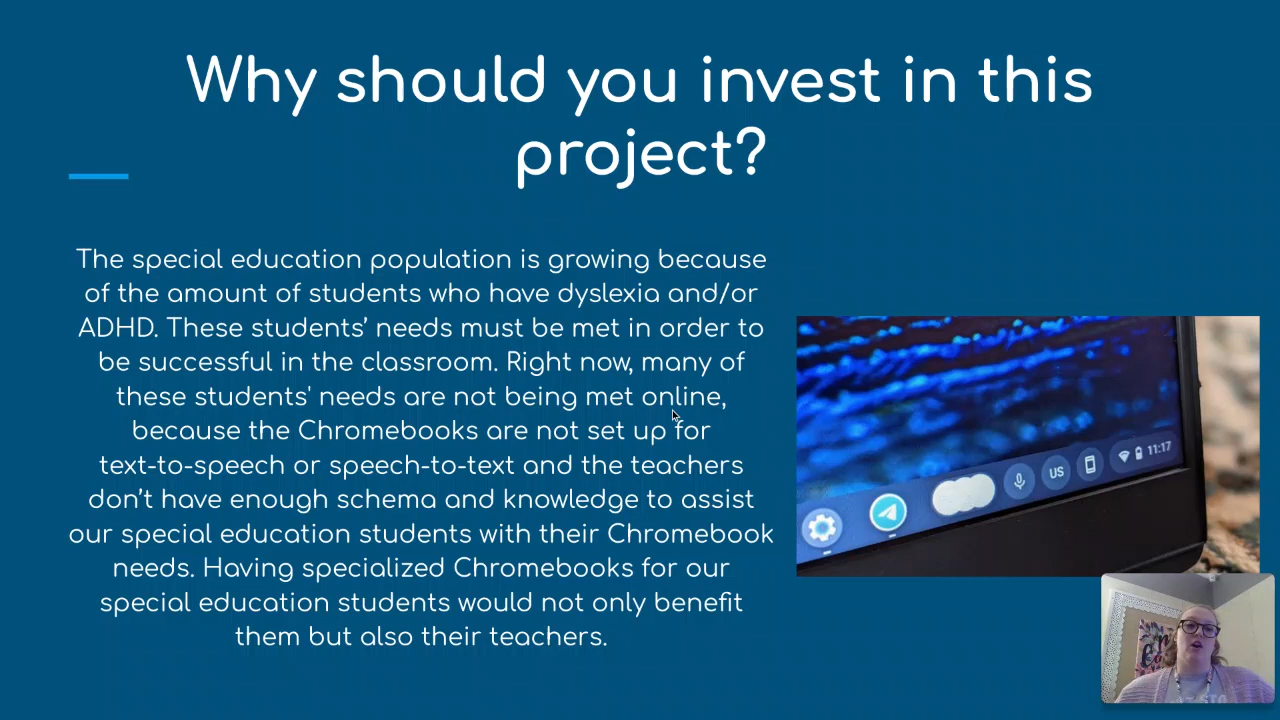 Why should you invest in this
project?
The special education population is growing because
of the amount of students who have dyslexia and/or
ADHD. These students’ needs must be met in order to
be successful in the classroom. Right now, many of
these students' needs are not being met online,
because the Chromebooks are not set up for
text-to-speech or speech-to-text and the teachers
don’t have enough schema and knowledge to assist
our special education students with their Chromebook
needs. Having specialized Chromebooks for our
special education students would not only benefit
them but also their teachers.
US
11:17